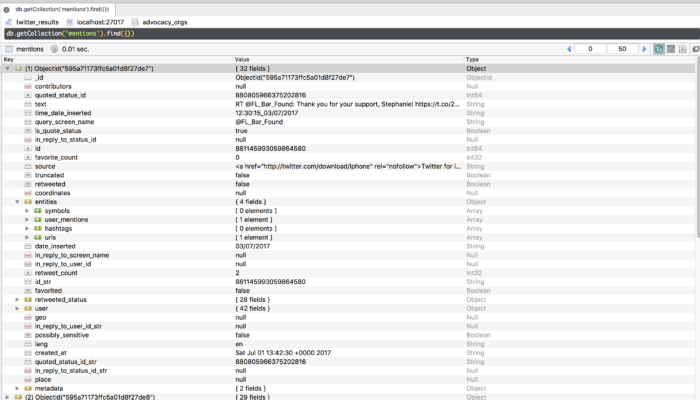 db.getCollection('mentions').find({})
twitter_results localhost:27017 advocacy_orgs
db.getCollection('mentions').find({})
mentions 0.01 sec. 0 50
Key Value Type
(1) ObjectId("595a71173ffc5a01d8f27de7") { 32 fields } Object
_id ObjectId("595a71173ffc5a01d8f27de7") ObjectId
contributors null Null
quoted_status_id 880805966375202816 Int64
text RT @FL_Bar_Found: Thank you for your support, Stephanie! https://t.co/2... String
time_date_inserted 12:30:15_03/07/2017 String
query_screen_name @FL_Bar_Found String
is_quote_status true Boolean
in_reply_to_status_id null Null
id 881145993059864580 Int64
favorite_count 0 Int32
source <a href="http://twitter.com/download/iphone" rel="nofollow">Twitter for i... String
truncated false Boolean
retweeted false Boolean
coordinates null Null
entities { 4 fields } Object
symbols [ 0 elements ] Array
user_mentions [ 1 element ] Array
hashtags [ 0 elements ] Array
urls [ 1 element ] Array
date_inserted 03/07/2017 String
in_reply_to_screen_name null Null
in_reply_to_user_id null Null
retweet_count 2 Int32
id_str 881145993059864580 String
favorited false Boolean
retweeted_status { 28 fields } Object
user { 42 fields } Object
geo null Null
in_reply_to_user_id_str null Null
possibly_sensitive false Boolean
lang en String
created_at Sat Jul 01 13:42:30 +0000 2017 String
quoted_status_id_str 880805966375202816 String
in_reply_to_status_id_str null Null
place null Null
metadata { 2 fields } Object
(2) ObjectId("595a71173ffc5a01d8f27de8") { 29 fields } Object